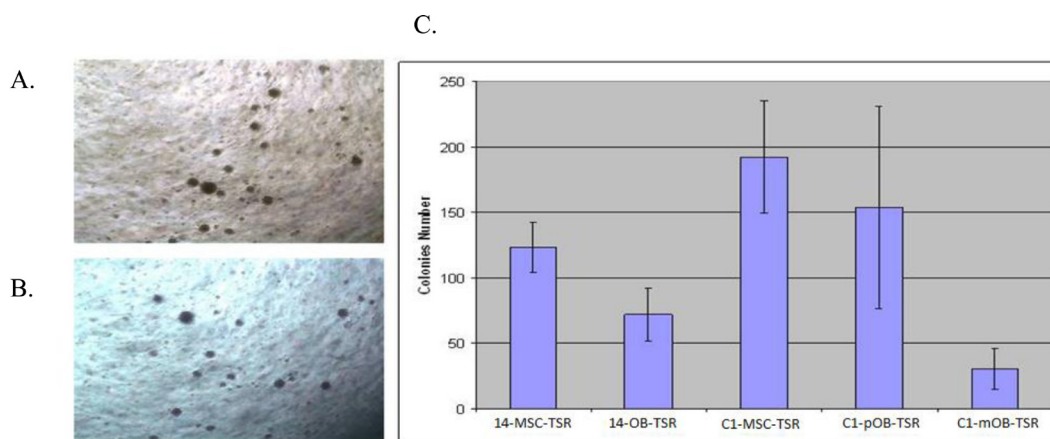 C.
A.
B.
Colonies Number
250
200
150
100
50
0
14-MSC-TSR
14-OB-TSR
C1-MSC-TSR
C1-pOB-TSR
C1-mOB-TSR